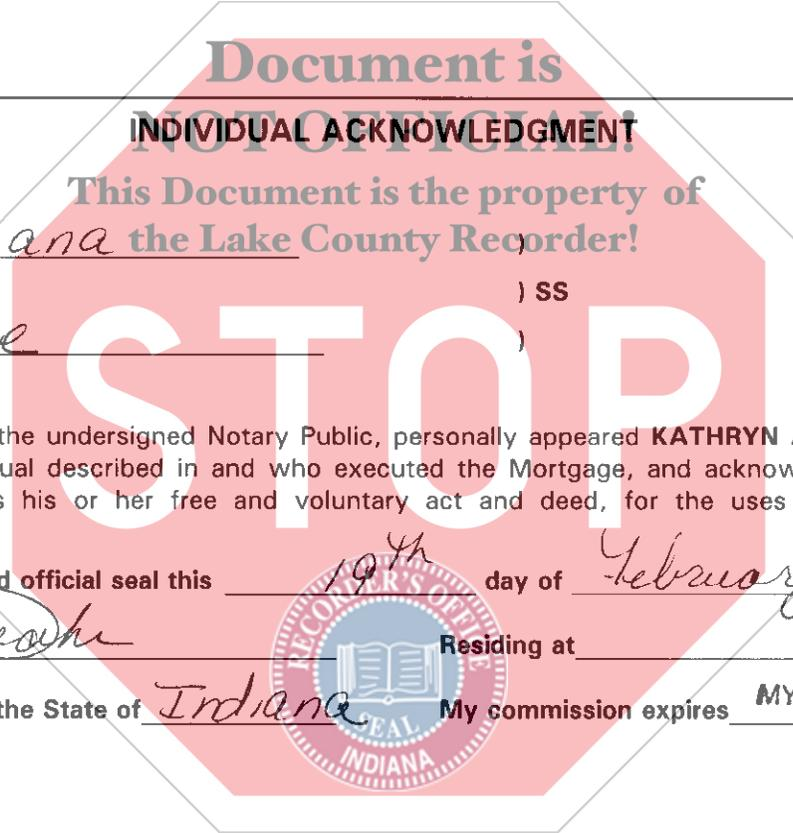 Document is
NOT OFFICIAL!
INDIVIDUAL ACKNOWLEDGMENT
This Document is the property of
the Lake County Recorder!
ana )
) SS
e )
STOP
the undersigned Notary Public, personally appeared KATHRYN
ual described in and who executed the Mortgage, and acknow
s his or her free and voluntary act and deed, for the uses
d official seal this 19th day of Februar
Residing at
the State of Indiana My commission expires MY
RECORDER'S OFFICE
SEAL
INDIANA